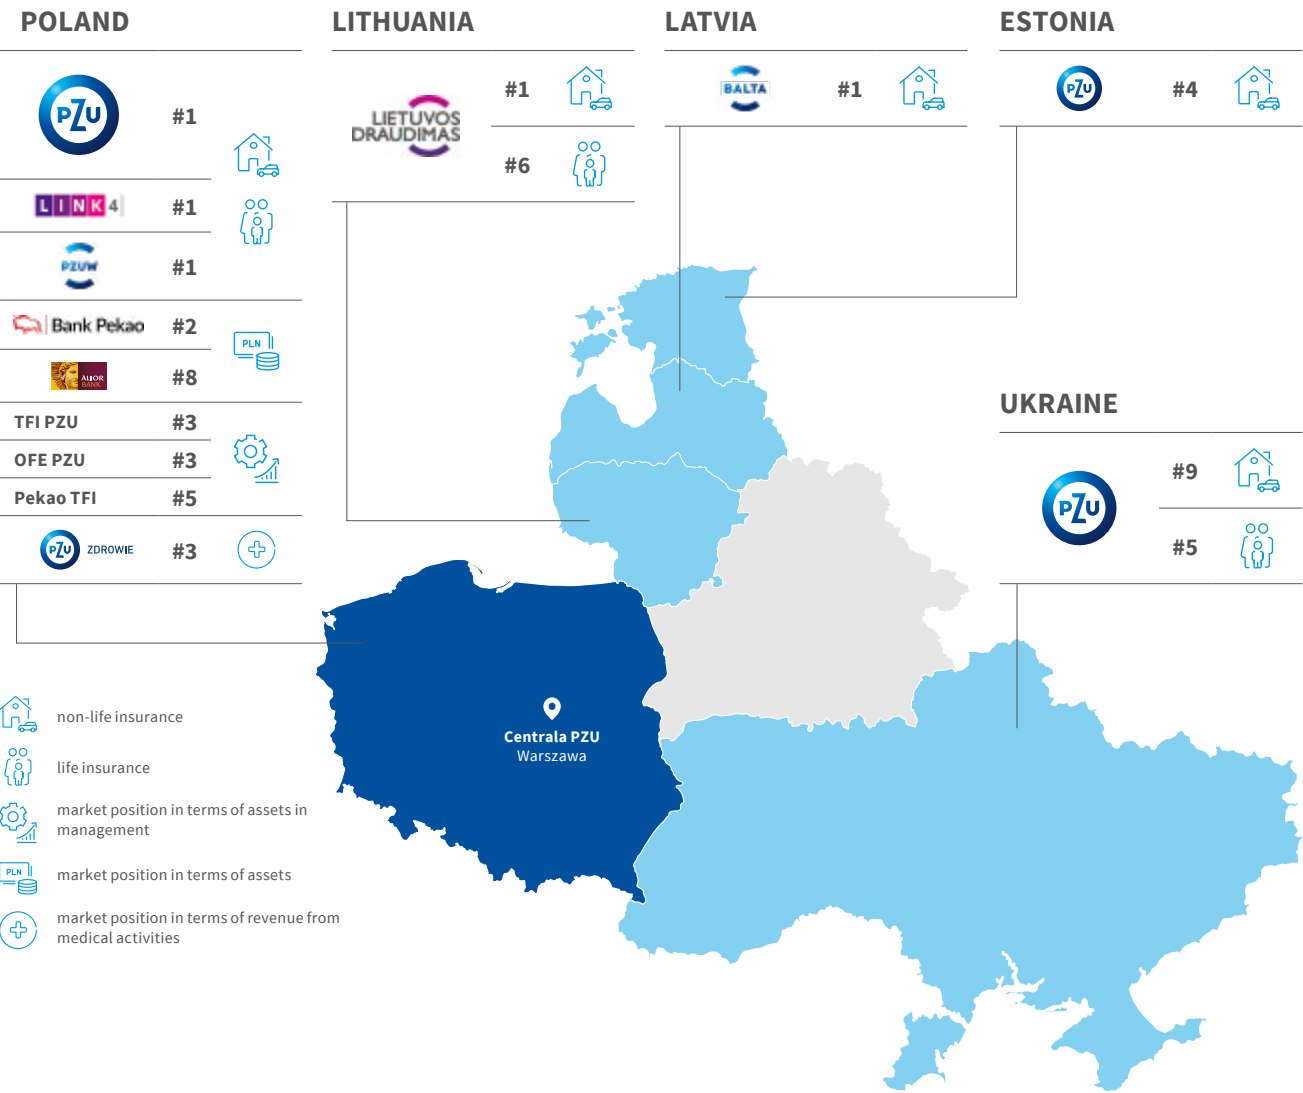 POLAND
PZU
#1
LINK4
#1
PZUW
#1
Bank Pekao
#2
PLN
ALIOR
BANK
#8
TFI PZU
#3
OFE PZU
#3
Pekao TFI
#5
PZU ZDROWIE
#3
LITHUANIA
LIETUVOS
DRAUDIMAS
#1
#6
LATVIA
BALTA
#1
ESTONIA
PZU
#4
UKRAINE
PZU
#9
#5
Centrala PZU
Warszawa
non-life insurance
life insurance
market position in terms of assets in
management
PLN
market position in terms of assets
market position in terms of revenue from
medical activities